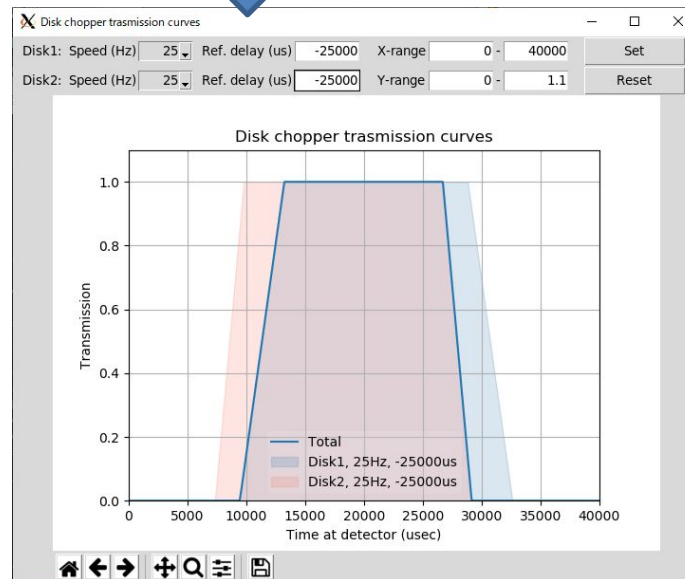 Disk chopper trasmission curves
Disk1: Speed (Hz) 25 Ref. delay (us) -25000 X-range 0 - 40000 Set
Disk2: Speed (Hz) 25 Ref. delay (us) -25000 Y-range 0 - 1.1 Reset
Disk chopper trasmission curves
1.0
0.8
0.6
0.4
0.2
0.0
Transmission
Total
Disk1, 25Hz, -25000us
Disk2, 25Hz, -25000us
0 5000 10000 15000 20000 25000 30000 35000 40000
Time at detector (usec)